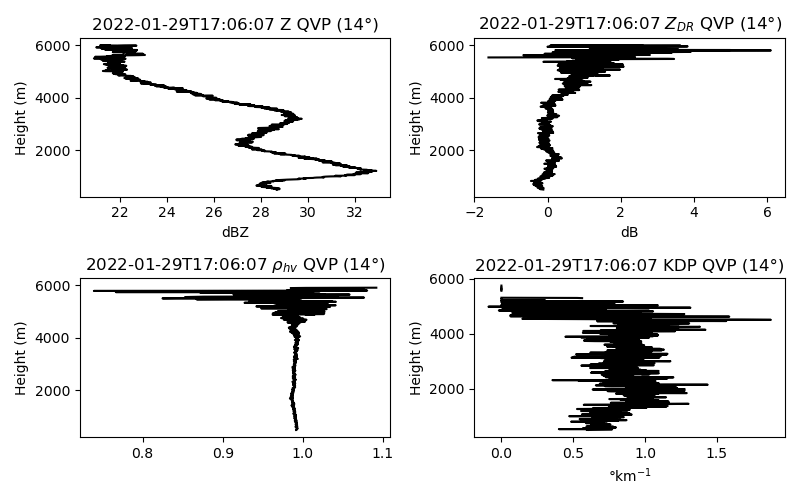 2022-01-29T17:06:07 Z QVP (14°)
2022-01-29T17:06:07 Z_DR QVP (14°)
6000
4000
2000
Height (m)
22 24 26 28 30 32
dBZ
6000
4000
2000
Height (m)
−2 0 2 4 6
dB
2022-01-29T17:06:07 ρ_hv QVP (14°)
2022-01-29T17:06:07 KDP QVP (14°)
6000
4000
2000
Height (m)
0.8 0.9 1.0 1.1
6000
4000
2000
Height (m)
0.0 0.5 1.0 1.5
°km⁻¹